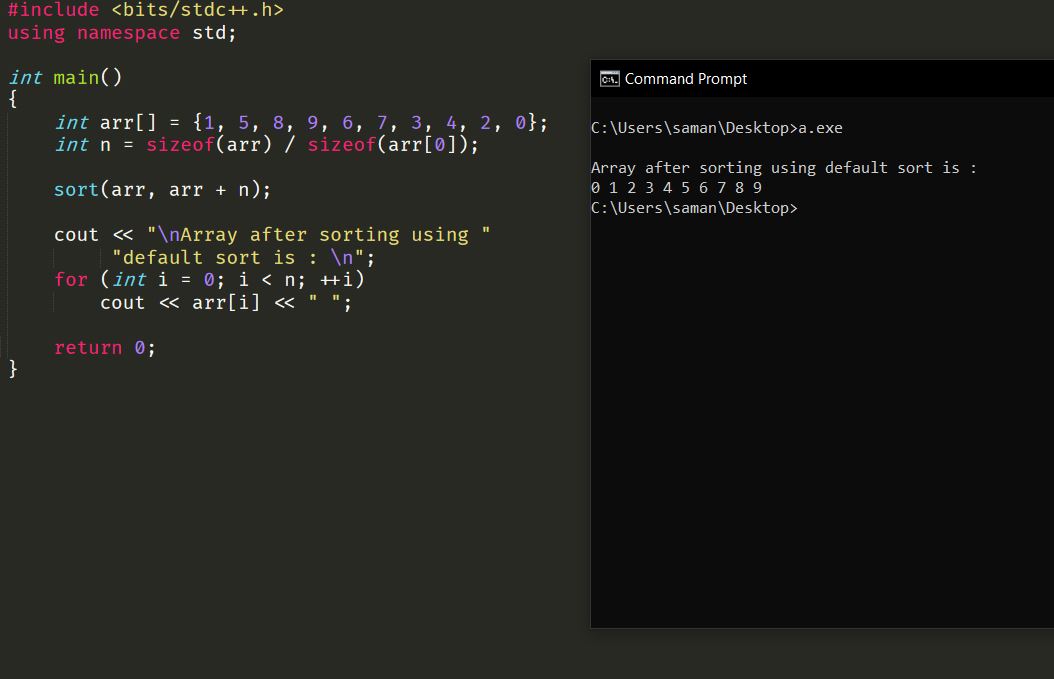 #include <bits/stdc++.h>
using namespace std;
int main()
{
int arr[] = {1, 5, 8, 9, 6, 7, 3, 4, 2, 0};
int n = sizeof(arr) / sizeof(arr[0]);
sort(arr, arr + n);
cout << "\nArray after sorting using "
"default sort is : \n";
for (int i = 0; i < n; ++i)
cout << arr[i] << " ";
return 0;
}
Command Prompt
C:\Users\saman\Desktop>a.exe
Array after sorting using default sort is :
0 1 2 3 4 5 6 7 8 9
C:\Users\saman\Desktop>